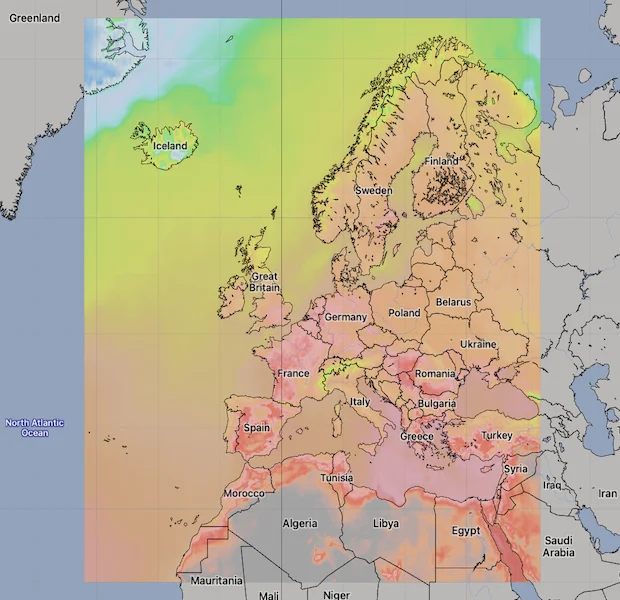 Greenland
Iceland
Finland
Sweden
Great
Britain
Belarus
Germany
Poland
Ukraine
France
Romania
Italy
Bulgaria
North Atlantic
Ocean
Spain
Greece
Turkey
Syria
Tunisia
Iraq
Iran
Morocco
Algeria
Libya
Egypt
Saudi
Arabia
Mauritania
Mali
Niger